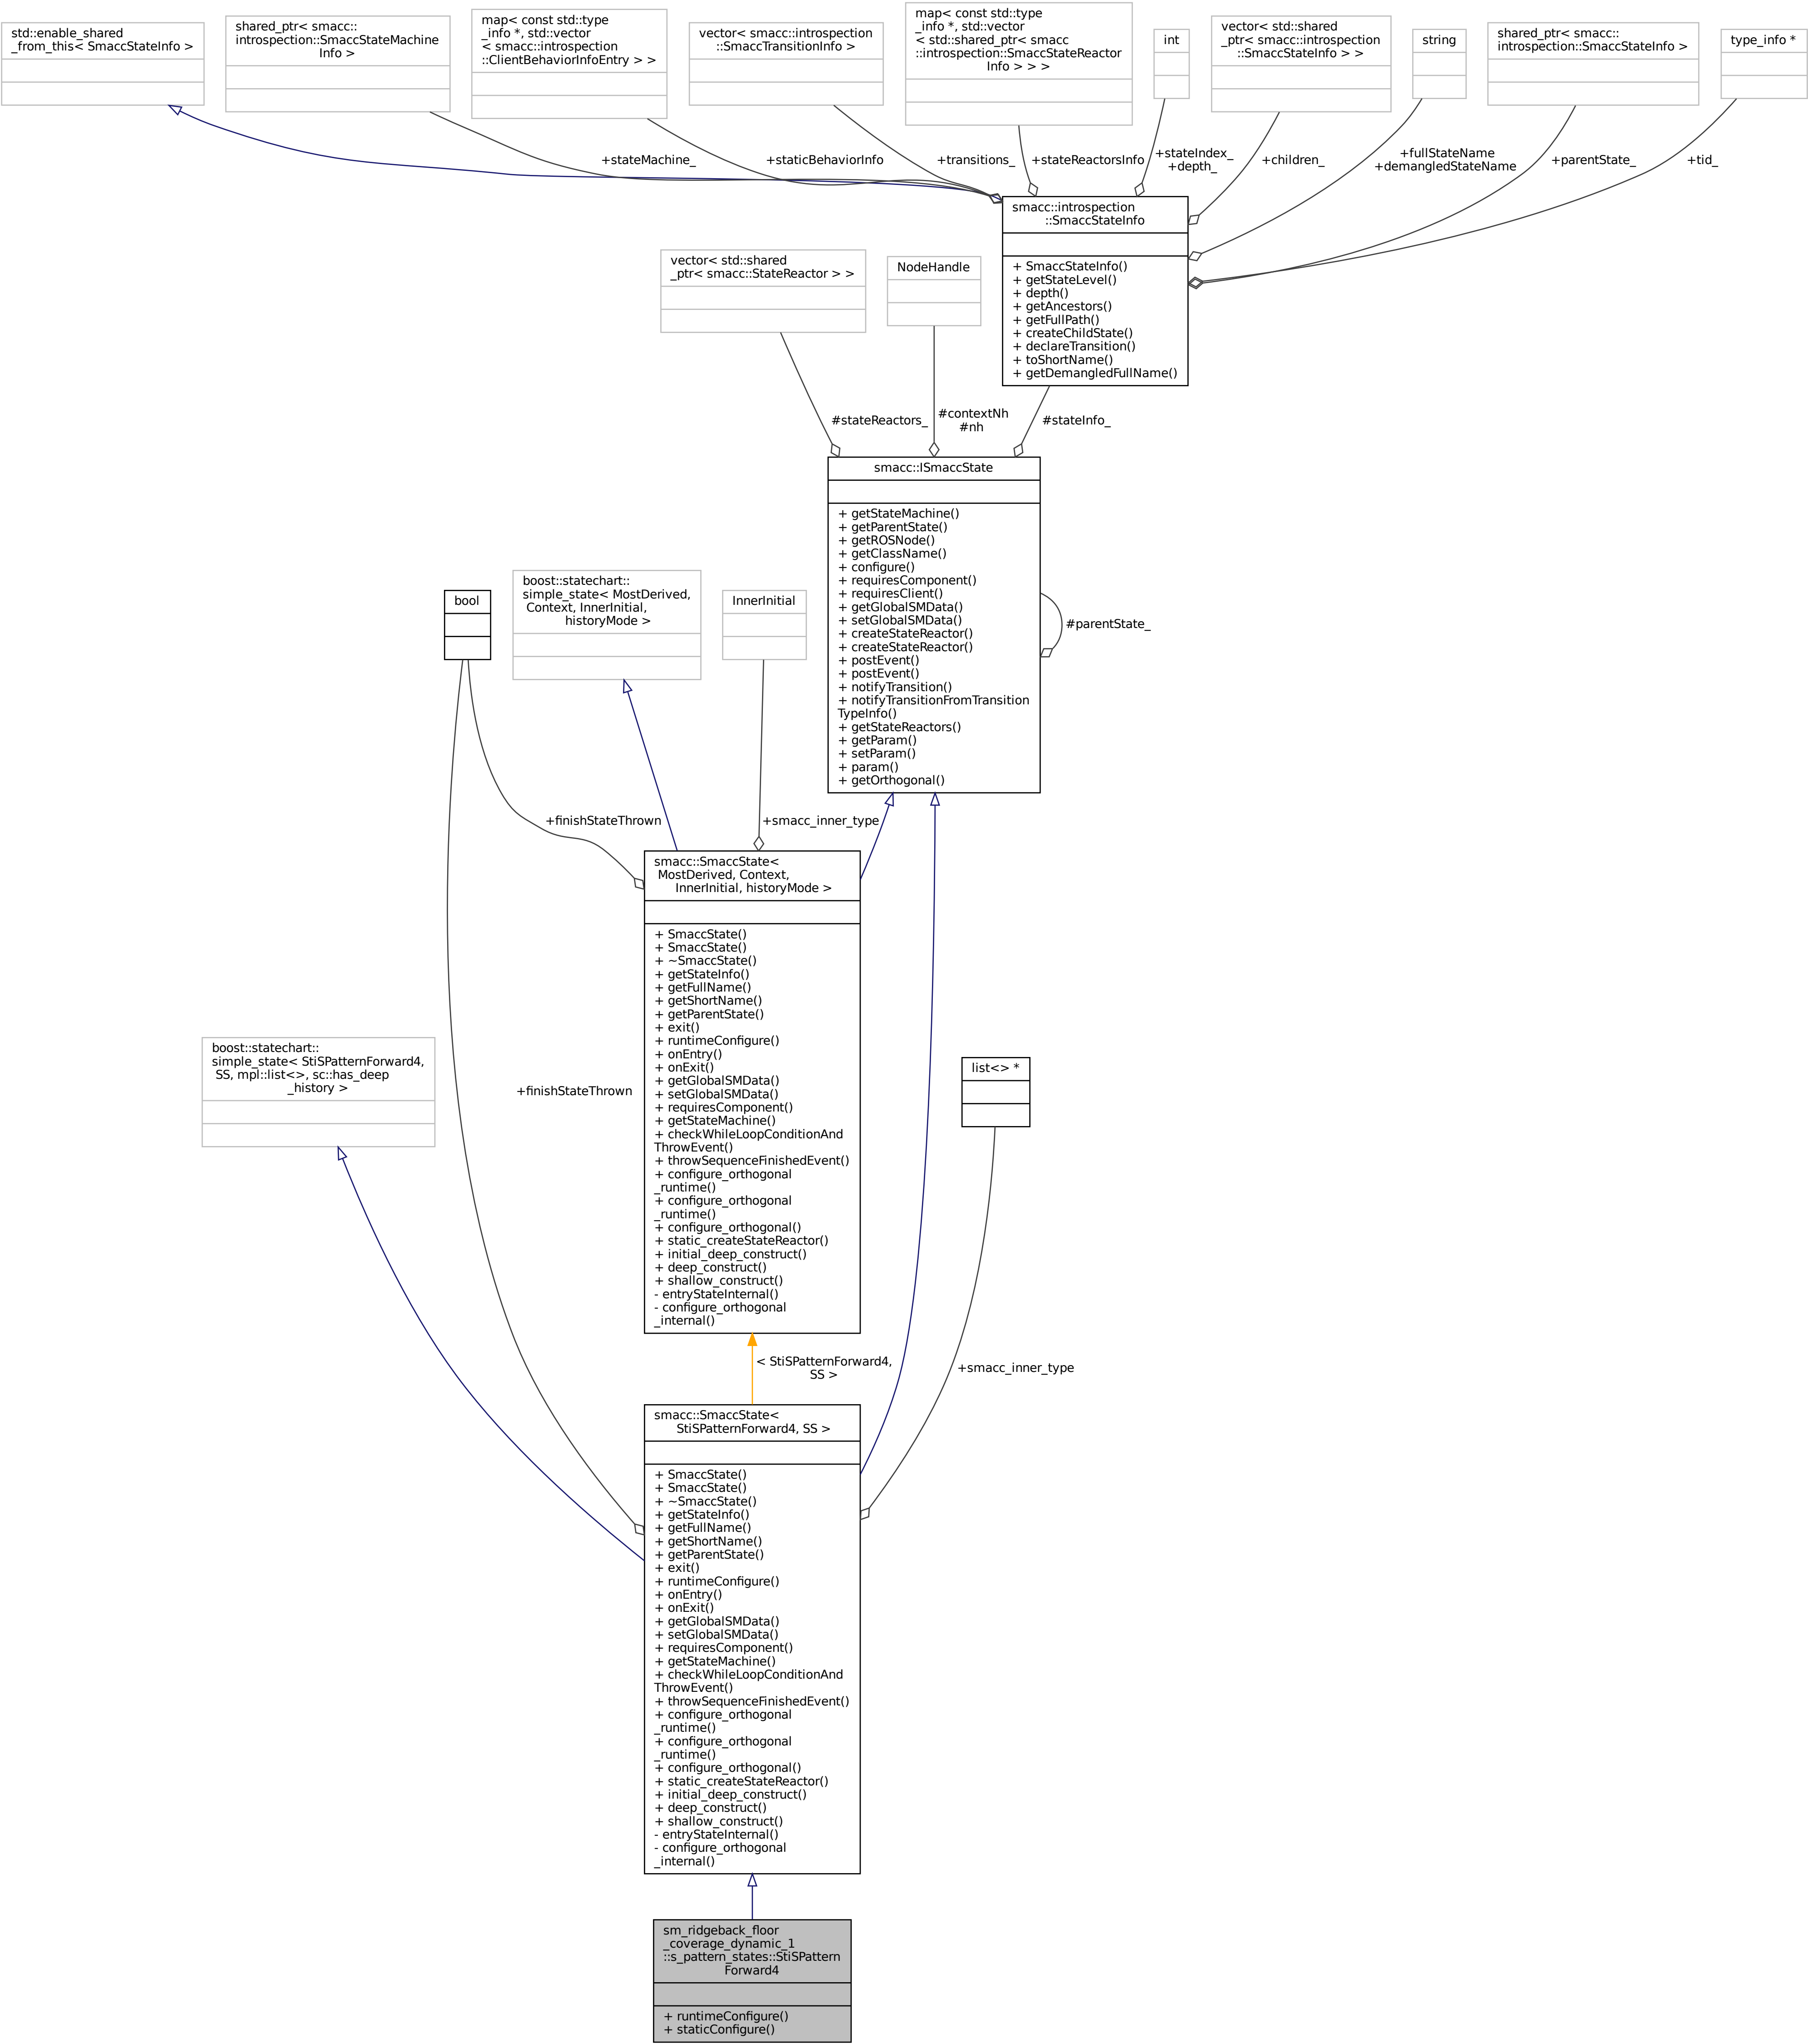 std::enable_shared
_from_this< SmaccStateInfo >
shared_ptr< smacc::
introspection::SmaccStateMachine
Info >
map< const std::type
_info *, std::vector
< smacc::introspection
::ClientBehaviorInfoEntry > >
vector< smacc::introspection
::SmaccTransitionInfo >
map< const std::type
_info *, std::vector
< std::shared_ptr< smacc
::introspection::SmaccStateReactor
Info > > >
int
vector< std::shared
_ptr< smacc::introspection
::SmaccStateInfo > >
string
shared_ptr< smacc::
introspection::SmaccStateInfo >
type_info *
+stateMachine_
+staticBehaviorInfo
+transitions_
+stateReactorsInfo
+stateIndex_
+depth_
+children_
+fullStateName
+demangledStateName
+parentState_
+tid_
smacc::introspection
::SmaccStateInfo
+ SmaccStateInfo()
+ getStateLevel()
+ depth()
+ getAncestors()
+ getFullPath()
+ createChildState()
+ declareTransition()
+ toShortName()
+ getDemangledFullName()
vector< std::shared
_ptr< smacc::StateReactor > >
NodeHandle
#stateReactors_
#contextNh
#nh
#stateInfo_
smacc::ISmaccState
+ getStateMachine()
+ getParentState()
+ getROSNode()
+ getClassName()
+ configure()
+ requiresComponent()
+ requiresClient()
+ getGlobalSMData()
+ setGlobalSMData()
+ createStateReactor()
+ createStateReactor()
+ postEvent()
+ postEvent()
+ notifyTransition()
+ notifyTransitionFromTransition
TypeInfo()
+ getStateReactors()
+ getParam()
+ setParam()
+ param()
+ getOrthogonal()
#parentState_
bool
boost::statechart::
simple_state< MostDerived,
Context, InnerInitial,
historyMode >
InnerInitial
+finishStateThrown
+smacc_inner_type
smacc::SmaccState<
MostDerived, Context,
InnerInitial, historyMode >
+ SmaccState()
+ SmaccState()
+ ~SmaccState()
+ getStateInfo()
+ getFullName()
+ getShortName()
+ getParentState()
+ exit()
+ runtimeConfigure()
+ onEntry()
+ onExit()
+ getGlobalSMData()
+ setGlobalSMData()
+ requiresComponent()
+ getStateMachine()
+ checkWhileLoopConditionAnd
ThrowEvent()
+ throwSequenceFinishedEvent()
+ configure_orthogonal
_runtime()
+ configure_orthogonal
_runtime()
+ configure_orthogonal()
+ static_createStateReactor()
+ initial_deep_construct()
+ deep_construct()
+ shallow_construct()
- entryStateInternal()
- configure_orthogonal
_internal()
boost::statechart::
simple_state< StiSPatternForward4,
SS, mpl::list<>, sc::has_deep
_history >
+finishStateThrown
list<> *
< StiSPatternForward4,
SS >
+smacc_inner_type
smacc::SmaccState<
StiSPatternForward4, SS >
+ SmaccState()
+ SmaccState()
+ ~SmaccState()
+ getStateInfo()
+ getFullName()
+ getShortName()
+ getParentState()
+ exit()
+ runtimeConfigure()
+ onEntry()
+ onExit()
+ getGlobalSMData()
+ setGlobalSMData()
+ requiresComponent()
+ getStateMachine()
+ checkWhileLoopConditionAnd
ThrowEvent()
+ throwSequenceFinishedEvent()
+ configure_orthogonal
_runtime()
+ configure_orthogonal
_runtime()
+ configure_orthogonal()
+ static_createStateReactor()
+ initial_deep_construct()
+ deep_construct()
+ shallow_construct()
- entryStateInternal()
- configure_orthogonal
_internal()
sm_ridgeback_floor
_coverage_dynamic_1
::s_pattern_states::StiSPattern
Forward4
+ runtimeConfigure()
+ staticConfigure()